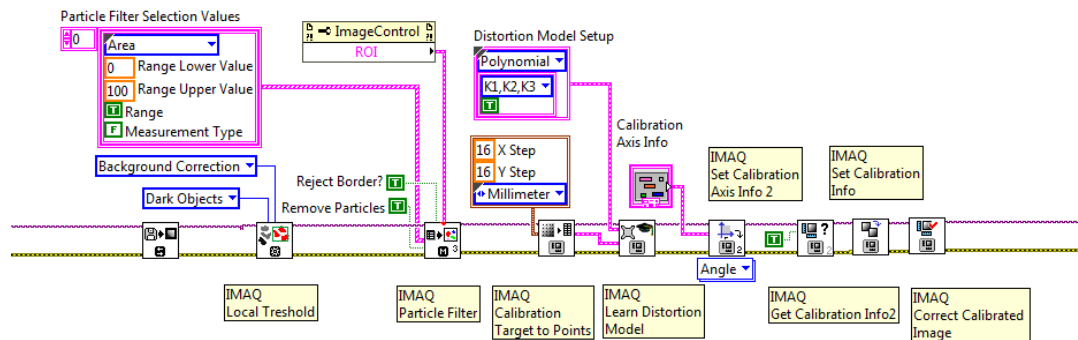 Particle Filter Selection Values
0
Area
0 Range Lower Value
100 Range Upper Value
T Range
F Measurement Type
ImageControl
ROI
Distortion Model Setup
Polynomial
K1,K2,K3
T
Calibration
Axis Info
16 X Step
16 Y Step
Millimeter
Background Correction
Dark Objects
Reject Border? T
Remove Particles T
IMAQ
Set Calibration
Axis Info 2
IMAQ
Set Calibration
Info
3
2
T
?
2
Angle
IMAQ
Local Treshold
IMAQ
Particle Filter
IMAQ
Calibration
Target to Points
IMAQ
Learn Distortion
Model
IMAQ
Get Calibration Info2
IMAQ
Correct Calibrated
Image